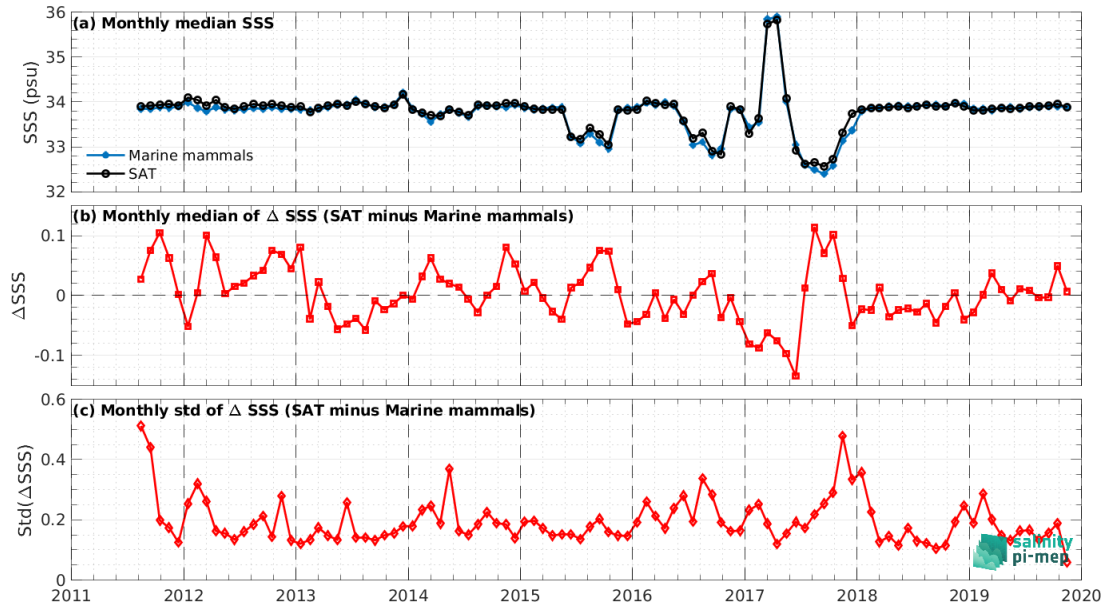 (a) Monthly median SSS
36
35
34
33
32
SSS (psu)
Marine mammals
SAT
(b) Monthly median of Δ SSS (SAT minus Marine mammals)
0.1
0
-0.1
ΔSSS
(c) Monthly std of Δ SSS (SAT minus Marine mammals)
0.6
0.4
0.2
0
Std(ΔSSS)
salinity
pi-mep
2011 2012 2013 2014 2015 2016 2017 2018 2019 2020